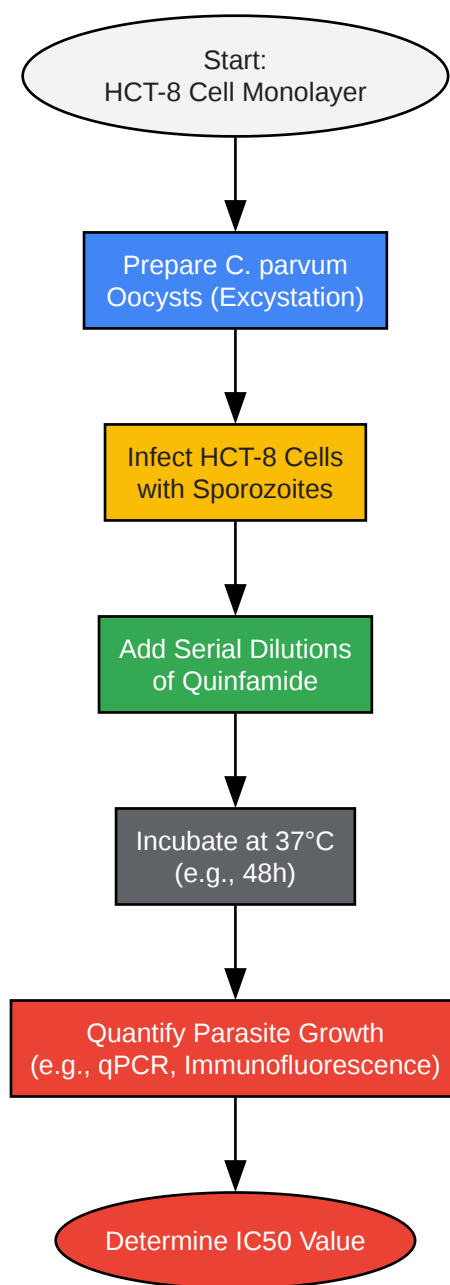 Start:
HCT-8 Cell Monolayer
Prepare C. parvum
Oocysts (Excystation)
Infect HCT-8 Cells
with Sporozoites
Add Serial Dilutions
of Quinfamide
Incubate at 37°C
(e.g., 48h)
Quantify Parasite Growth
(e.g., qPCR, Immunofluorescence)
Determine IC50 Value